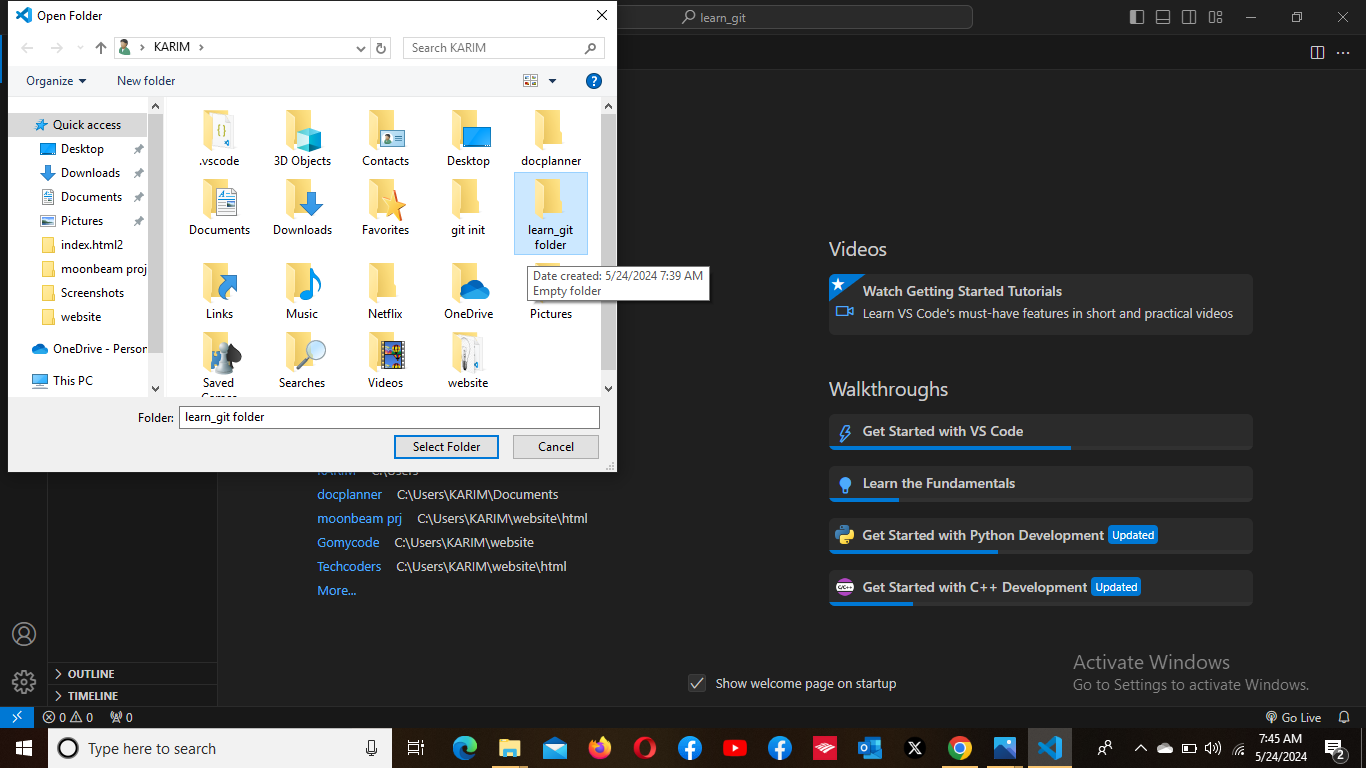 Open Folder
learn_git
KARIM
Search KARIM
Organize
New folder
Quick access
Desktop
Downloads
Documents
Pictures
index.html2
moonbeam proj
Screenshots
website
OneDrive - Person
This PC
.vscode
3D Objects
Contacts
Desktop
docplanner
Documents
Downloads
Favorites
git init
learn_git
folder
Date created: 5/24/2024 7:39 AM
Empty folder
Links
Music
Netflix
OneDrive
Pictures
Saved
Searches
Videos
website
Folder: learn_git folder
Select Folder
Cancel
docplanner C:\Users\KARIM\Documents
moonbeam prj C:\Users\KARIM\website\html
Gomycode C:\Users\KARIM\website
Techcoders C:\Users\KARIM\website\html
More...
Videos
Watch Getting Started Tutorials
Learn VS Code's must-have features in short and practical videos
Walkthroughs
Get Started with VS Code
Learn the Fundamentals
Get Started with Python Development Updated
Get Started with C++ Development Updated
C/C++
OUTLINE
TIMELINE
Show welcome page on startup
Activate Windows
Go to Settings to activate Windows.
0 0 0
Go Live
Type here to search
7:45 AM
5/24/2024
2